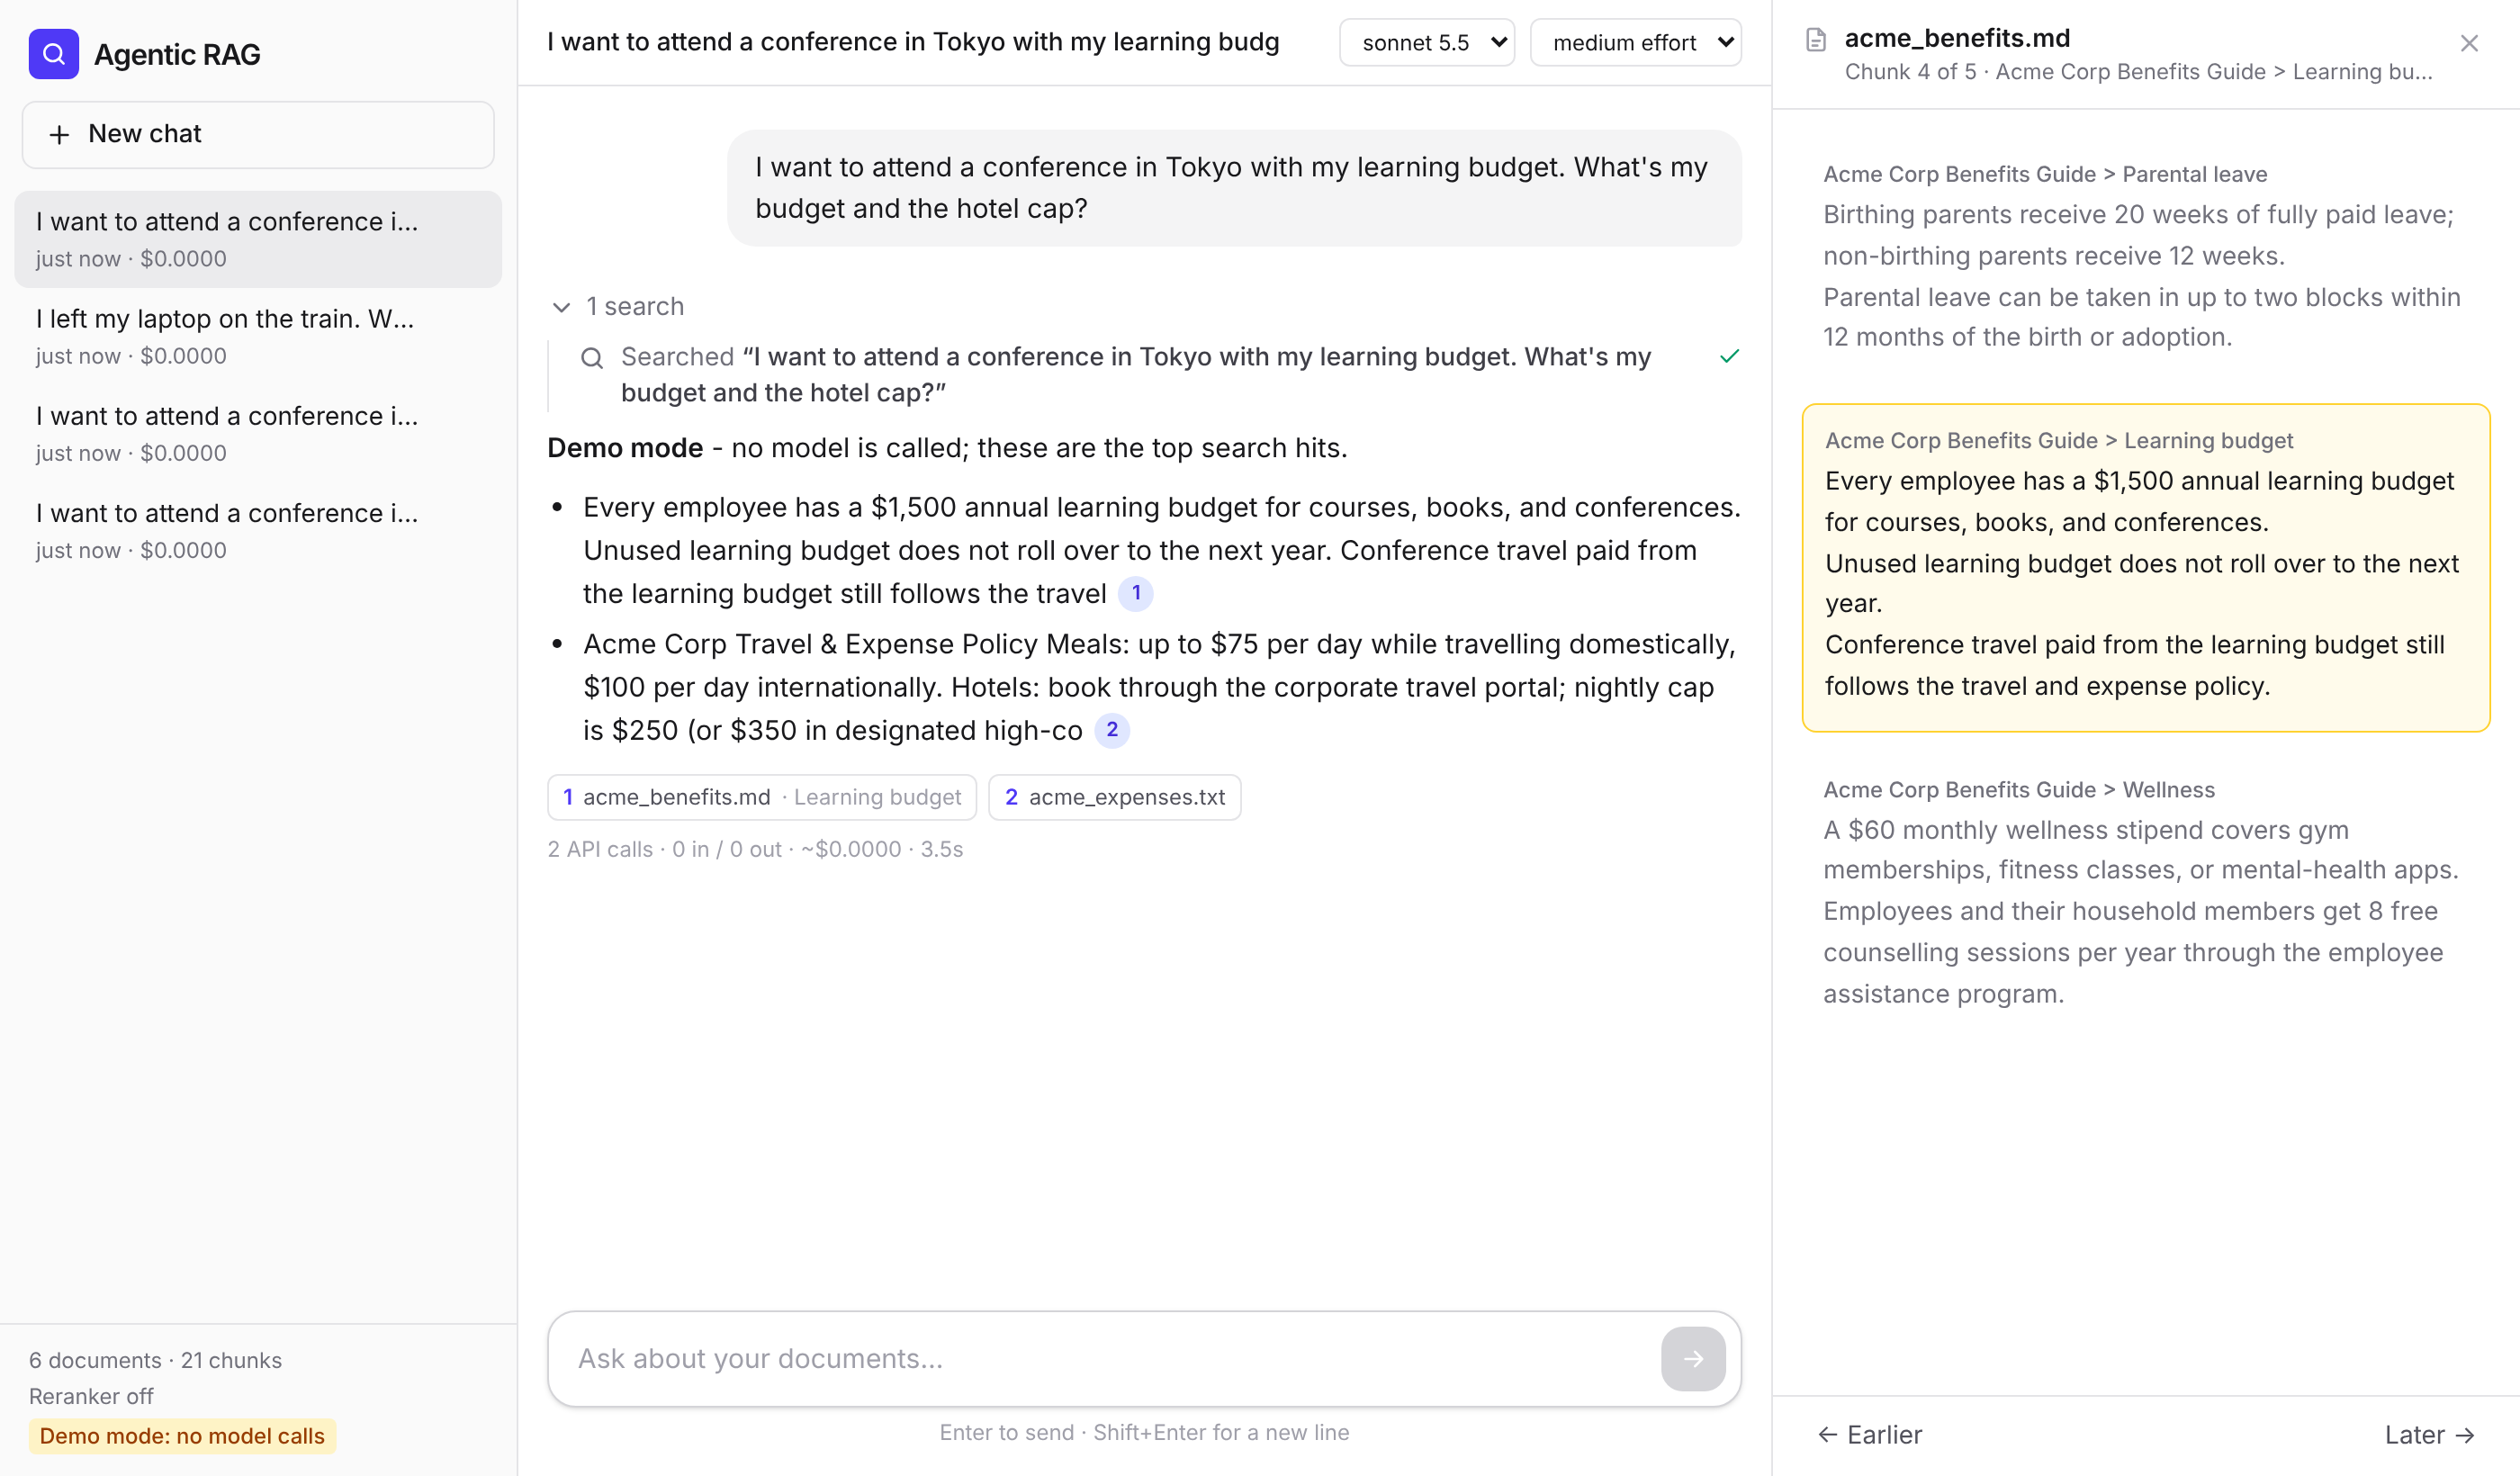 Agentic RAG
New chat
I want to attend a conference i...
just now · $0.0000
I left my laptop on the train. W...
just now · $0.0000
I want to attend a conference i...
just now · $0.0000
I want to attend a conference i...
just now · $0.0000
6 documents · 21 chunks
Reranker off
Demo mode: no model calls
I want to attend a conference in Tokyo with my learning budg
sonnet 5.5
medium effort
I want to attend a conference in Tokyo with my learning budget. What's my
budget and the hotel cap?
1 search
Searched “I want to attend a conference in Tokyo with my learning budget. What's my
budget and the hotel cap?”
Demo mode - no model is called; these are the top search hits.
• Every employee has a $1,500 annual learning budget for courses, books, and conferences.
Unused learning budget does not roll over to the next year. Conference travel paid from
the learning budget still follows the travel 1
• Acme Corp Travel & Expense Policy Meals: up to $75 per day while travelling domestically,
$100 per day internationally. Hotels: book through the corporate travel portal; nightly cap
is $250 (or $350 in designated high-co 2
1 acme_benefits.md · Learning budget
2 acme_expenses.txt
2 API calls · 0 in / 0 out · ~$0.0000 · 3.5s
Ask about your documents...
Enter to send · Shift+Enter for a new line
acme_benefits.md
Chunk 4 of 5 · Acme Corp Benefits Guide > Learning bu...
Acme Corp Benefits Guide > Parental leave
Birthing parents receive 20 weeks of fully paid leave;
non-birthing parents receive 12 weeks.
Parental leave can be taken in up to two blocks within
12 months of the birth or adoption.
Acme Corp Benefits Guide > Learning budget
Every employee has a $1,500 annual learning budget
for courses, books, and conferences.
Unused learning budget does not roll over to the next
year.
Conference travel paid from the learning budget still
follows the travel and expense policy.
Acme Corp Benefits Guide > Wellness
A $60 monthly wellness stipend covers gym
memberships, fitness classes, or mental-health apps.
Employees and their household members get 8 free
counselling sessions per year through the employee
assistance program.
← Earlier
Later →